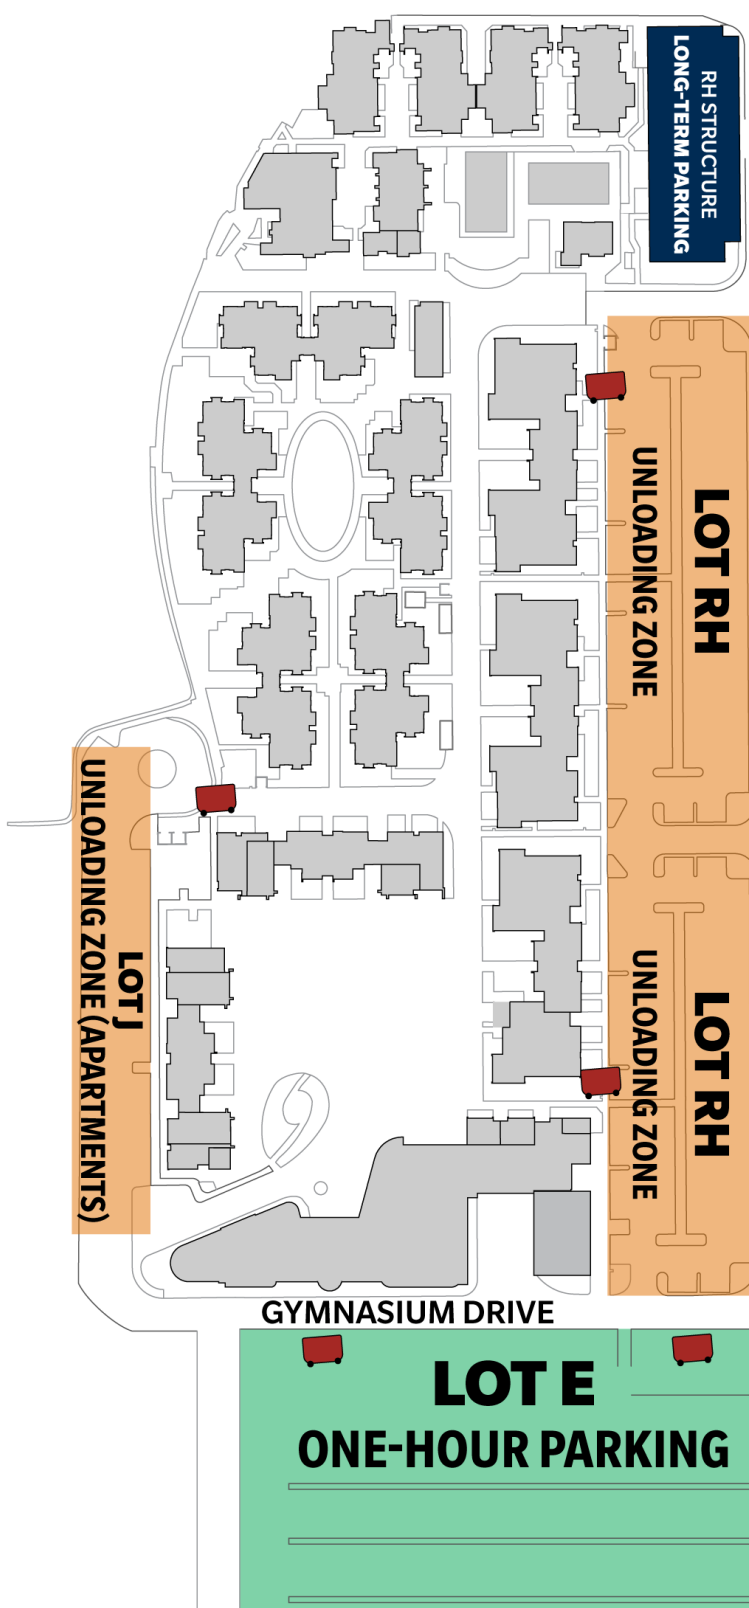 RH STRUCTURE
LONG-TERM PARKING
LOT RH
UNLOADING ZONE
LOT J
UNLOADING ZONE (APARTMENTS)
LOT RH
UNLOADING ZONE
GYMNASIUM DRIVE
LOT E
ONE-HOUR PARKING